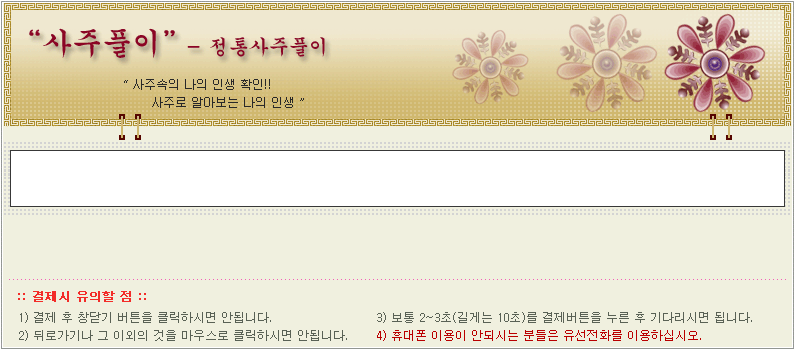 “사주풀이” – 정통사주풀이
“ 사주속의 나의 인생 확인!!
사주로 알아보는 나의 인생 ”
:: 결제시 유의할 점 ::
1) 결제 후 창닫기 버튼을 클릭하시면 안됩니다.
2) 뒤로가기나 그 이외의 것을 마우스로 클릭하시면 안됩니다.
3) 보통 2~3초(길게는 10초)를 결제버튼을 누른 후 기다리시면 됩니다.
4) 휴대폰 이용이 안되시는 분들은 유선전화를 이용하십시오.